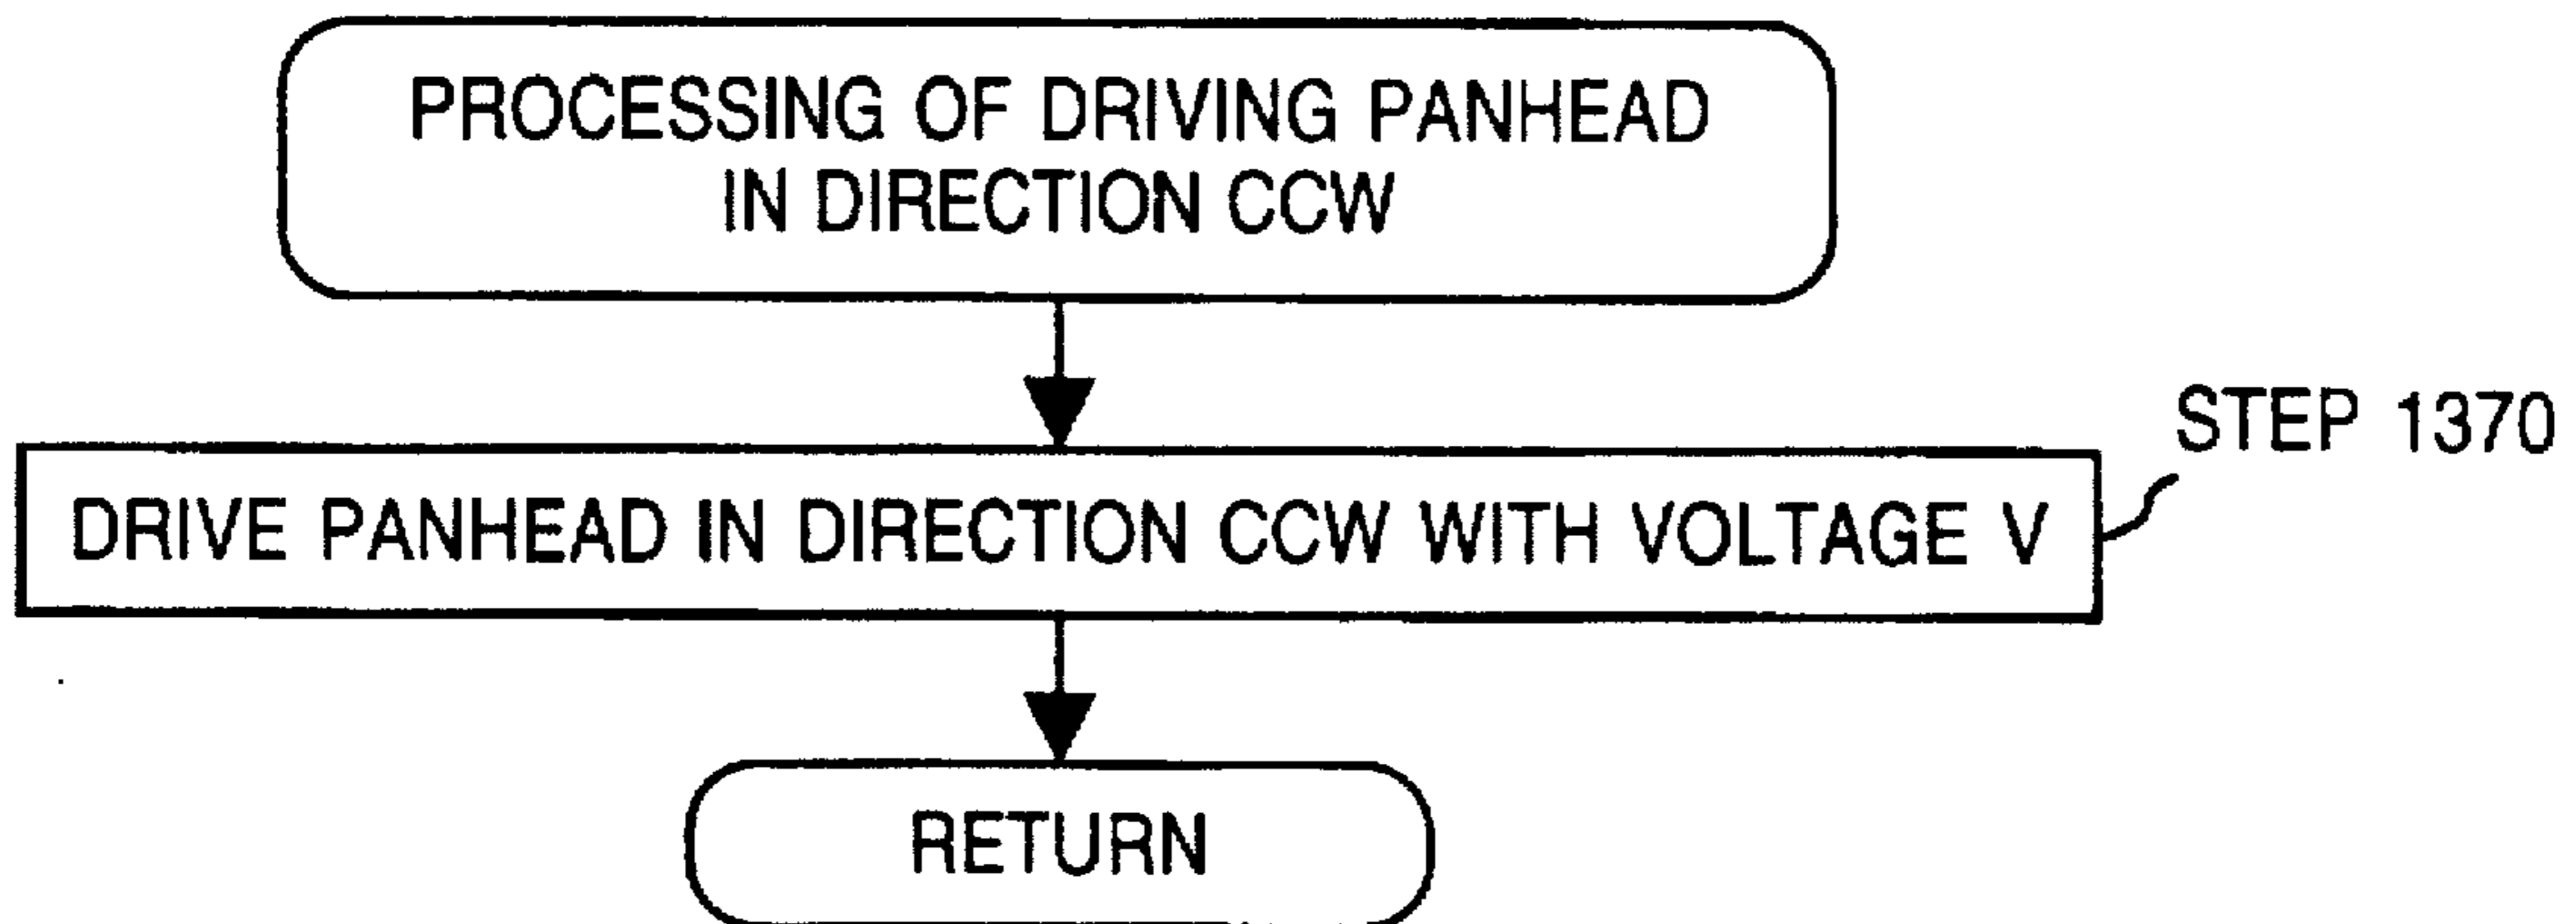 PROCESSING OF DRIVING PANHEAD
IN DIRECTION CCW
STEP 1370
DRIVE PANHEAD IN DIRECTION CCW WITH VOLTAGE V
RETURN